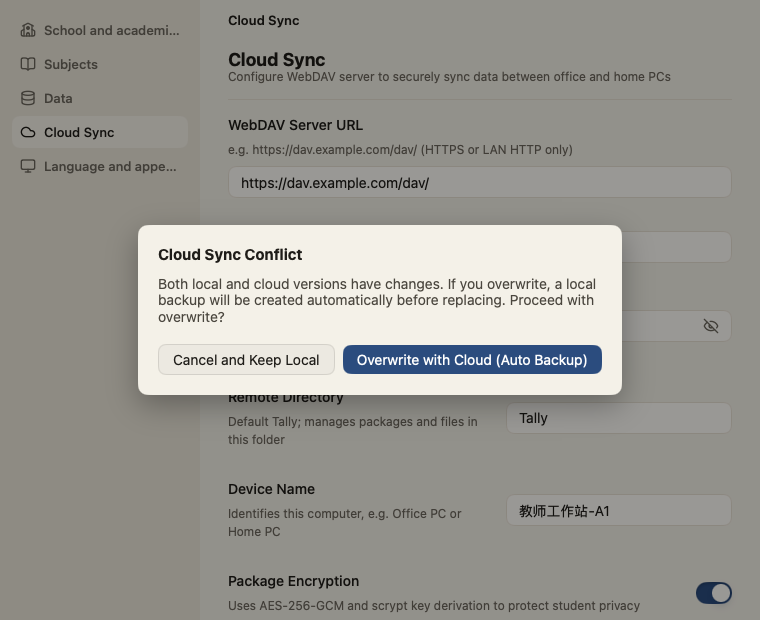 School and academi...
Subjects
Data
Cloud Sync
Language and appe...
Cloud Sync
Cloud Sync
Configure WebDAV server to securely sync data between office and home PCs
WebDAV Server URL
e.g. https://dav.example.com/dav/ (HTTPS or LAN HTTP only)
https://dav.example.com/dav/
Cloud Sync Conflict
Both local and cloud versions have changes. If you overwrite, a local
backup will be created automatically before replacing. Proceed with
overwrite?
Cancel and Keep Local
Overwrite with Cloud (Auto Backup)
Remote Directory
Default Tally; manages packages and files in
this folder
Tally
Device Name
Identifies this computer, e.g. Office PC or
Home PC
教师工作站-A1
Package Encryption
Uses AES-256-GCM and scrypt key derivation to protect student privacy